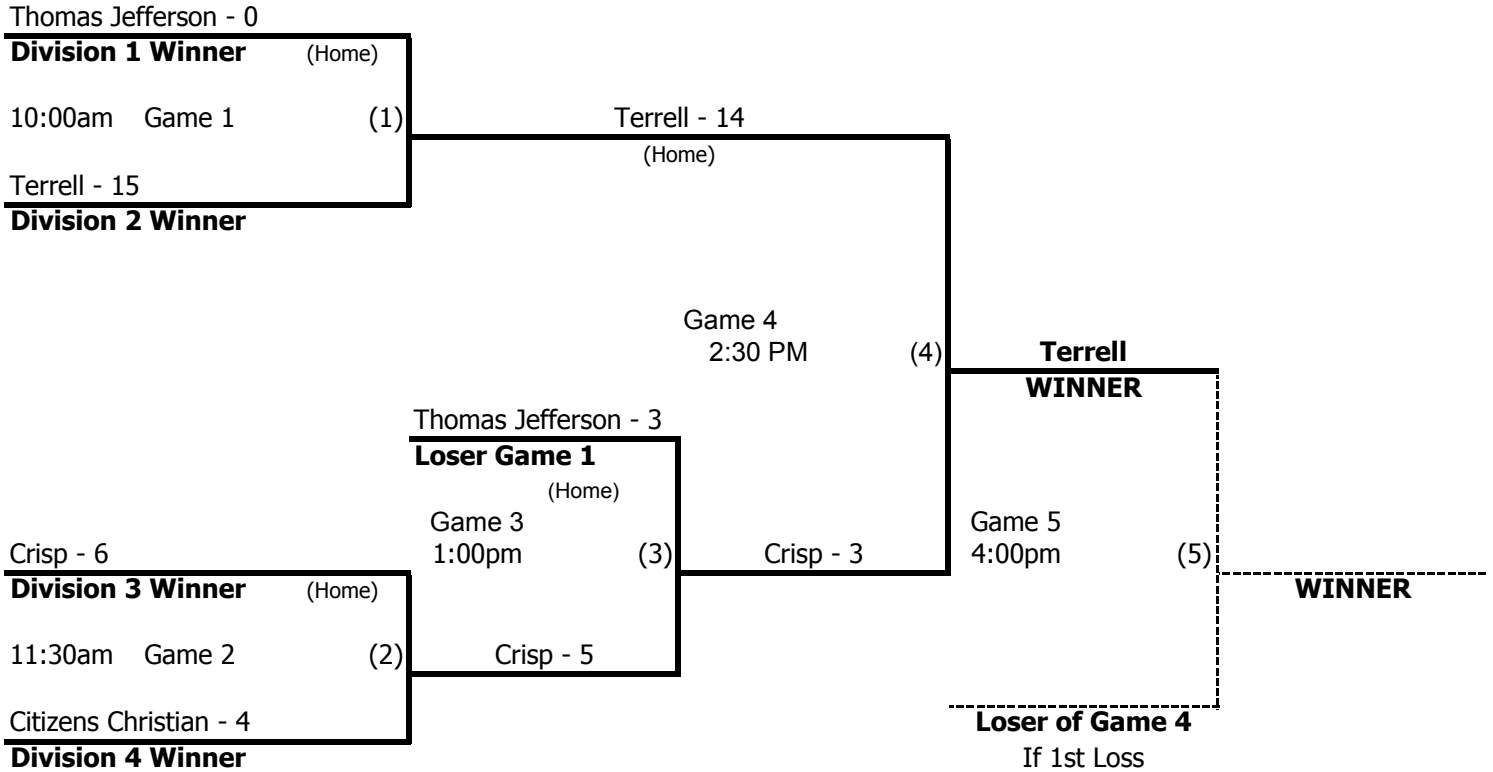 Thomas Jefferson - 0
Division 1 Winner (Home)
10:00am Game 1 (1)
Terrell - 14
(Home)
Terrell - 15
Division 2 Winner
Game 4
2:30 PM (4)
Terrell
WINNER
Thomas Jefferson - 3
Loser Game 1
(Home)
Game 3
1:00pm (3)
Crisp - 3
Game 5
4:00pm (5)
WINNER
Crisp - 6
Division 3 Winner (Home)
11:30am Game 2 (2)
Crisp - 5
Citizens Christian - 4
Division 4 Winner
Loser of Game 4
If 1st Loss